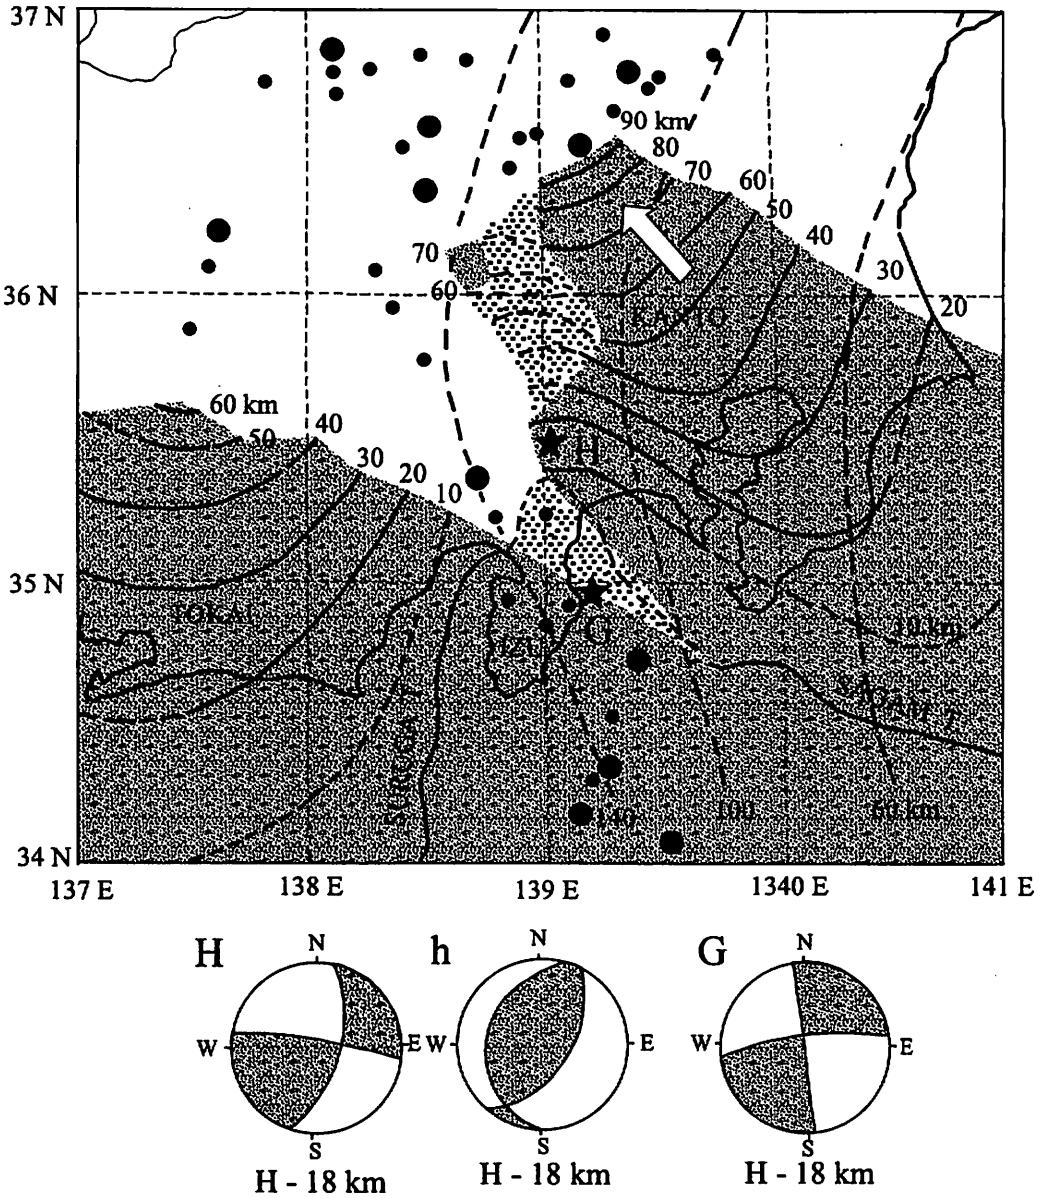 37 N
90 km
80
70
60
50
40
70
30
36 N
60
20
KANTO
60 km
40
50
30
20
10
H
35 N
TOKAI
G
IZU
10 km
SAGAMI T.
SURUGA T.
140
100
60 km
34 N
137 E
138 E
139 E
1340 E
141 E
H
N
h
N
G
N
W
E
W
E
W
E
S
S
S
H - 18 km
H - 18 km
H - 18 km